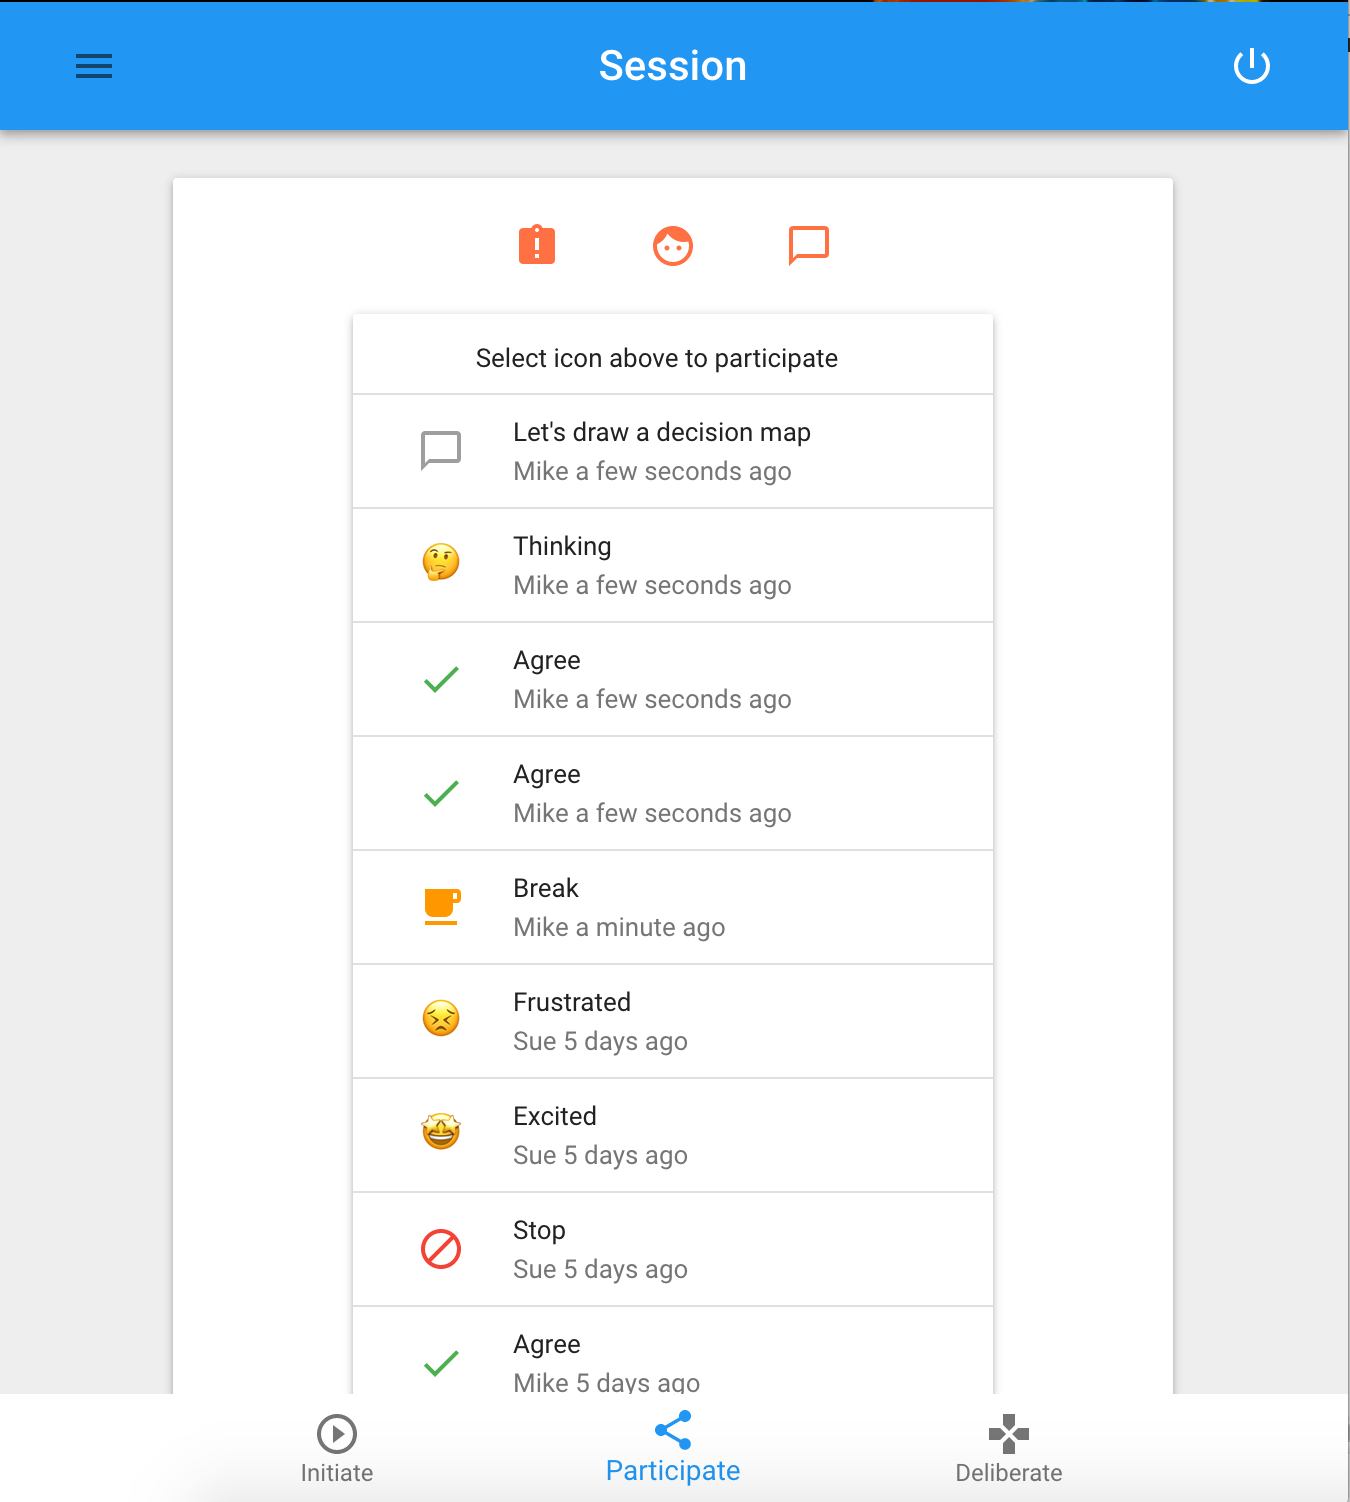 Session
Select icon above to participate
Let's draw a decision map
Mike a few seconds ago
Thinking
Mike a few seconds ago
Agree
Mike a few seconds ago
Agree
Mike a few seconds ago
Break
Mike a minute ago
Frustrated
Sue 5 days ago
Excited
Sue 5 days ago
Stop
Sue 5 days ago
Agree
Mike 5 days ago
Initiate
Participate
Deliberate